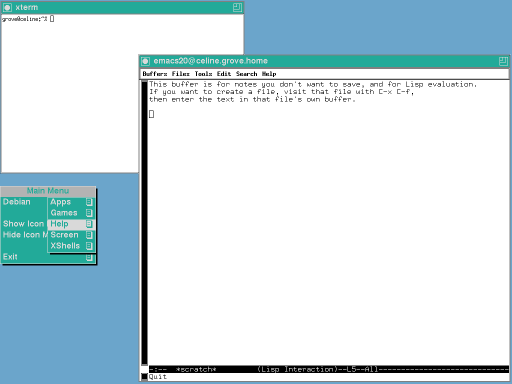 xterm
grove@celine:~%
emacs20@celine.grove.home
Buffers Files Tools Edit Search Help
This buffer is for notes you don't want to save, and for Lisp evaluation.
If you want to create a file, visit that file with C-x C-f,
then enter the text in that file's own buffer.
Main Menu
Debian
Apps
Games
Show Icon
Help
Hide Icon M
Screen
XShells
Exit
-:-- *scratch* (Lisp Interaction)--L5--All--------------------------------
Quit